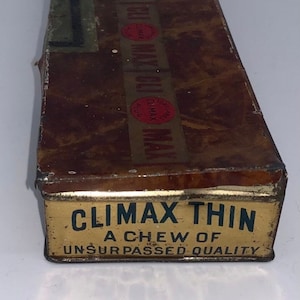 CLIMAX THIN
A CHEW OF
UNSURPASSED QUALITY